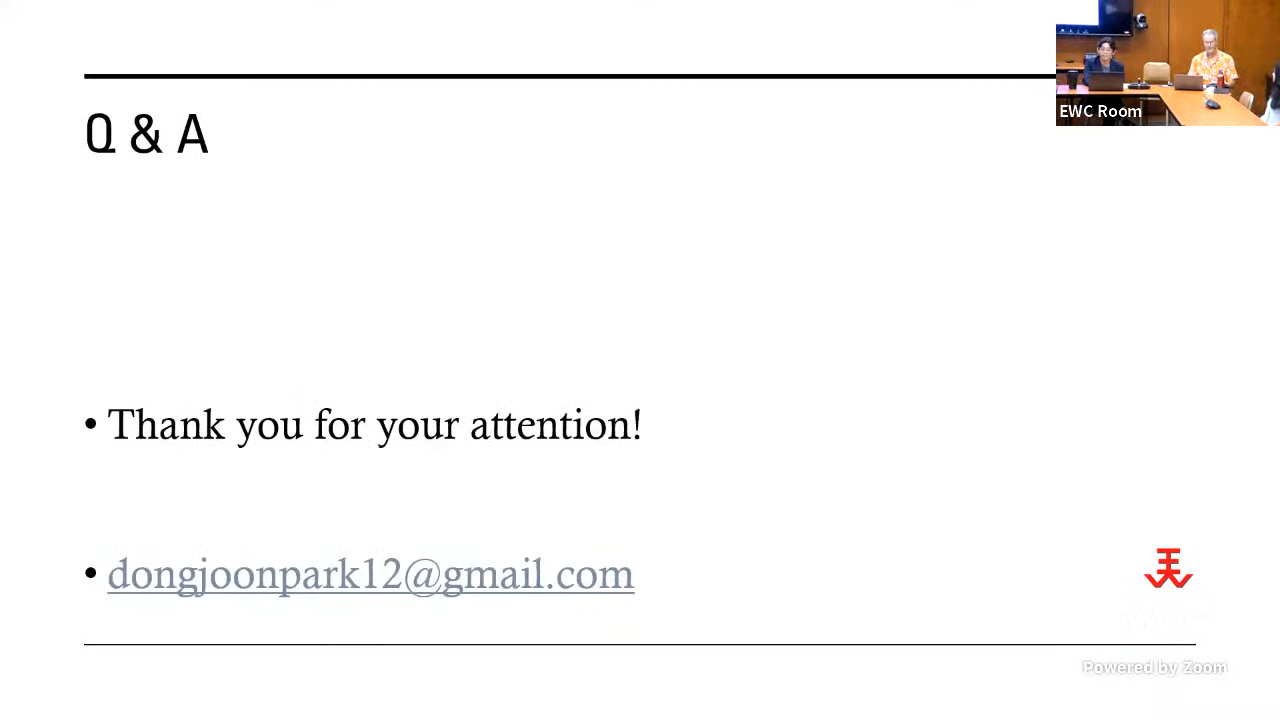 EWC Room
Q & A
• Thank you for your attention!
• dongjoonpark12@gmail.com
Powered by Zoom